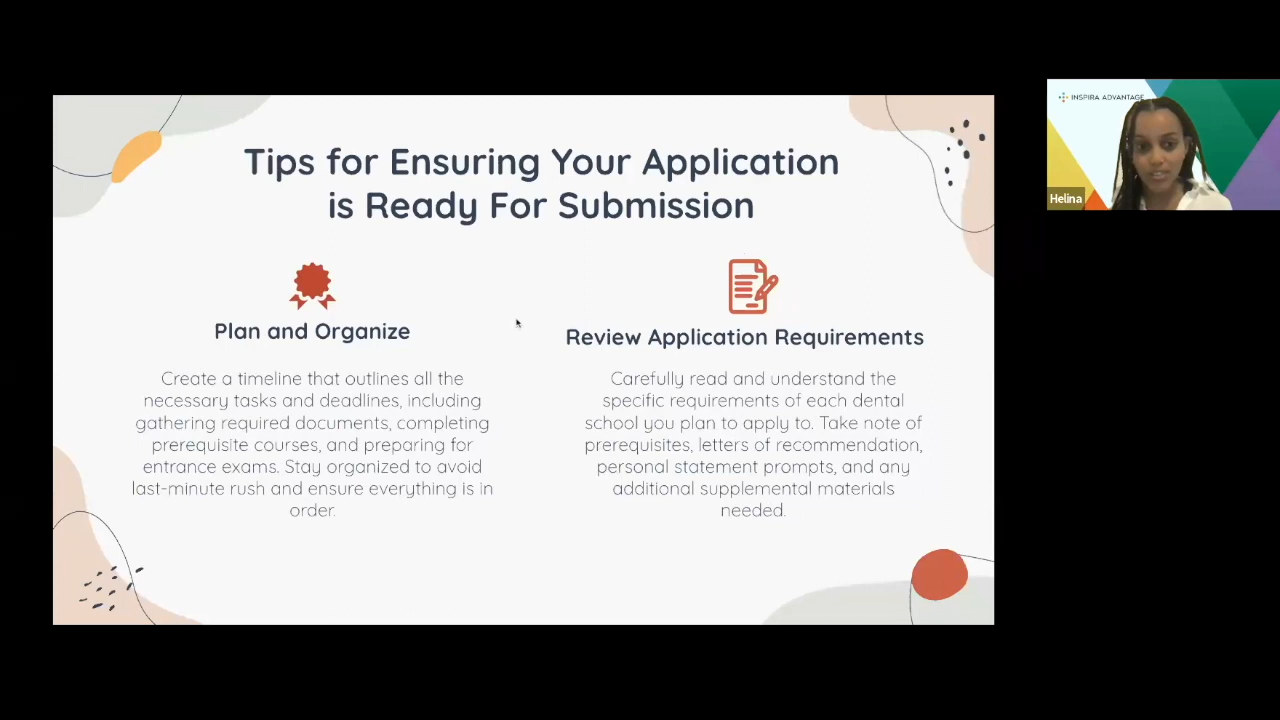 Tips for Ensuring Your Application
is Ready For Submission
Plan and Organize
Create a timeline that outlines all the
necessary tasks and deadlines, including
gathering required documents, completing
prerequisite courses, and preparing for
entrance exams. Stay organized to avoid
last-minute rush and ensure everything is in
order.
Review Application Requirements
Carefully read and understand the
specific requirements of each dental
school you plan to apply to. Take note of
prerequisites, letters of recommendation,
personal statement prompts, and any
additional supplemental materials
needed.
INSPIRA ADVANTAGE
Helina